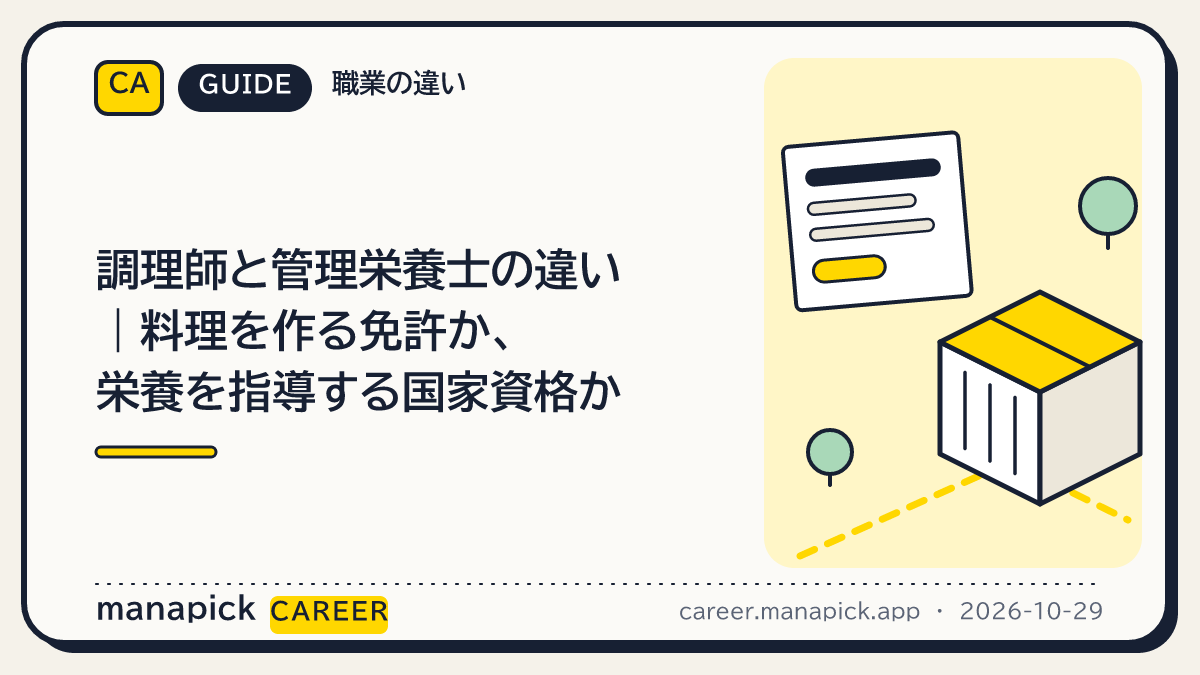 CA GUIDE 職業の違い
調理師と管理栄養士の違い
｜料理を作る免許か、
栄養を指導する国家資格か
manapick CAREER
career.manapick.app ・ 2026-10-29